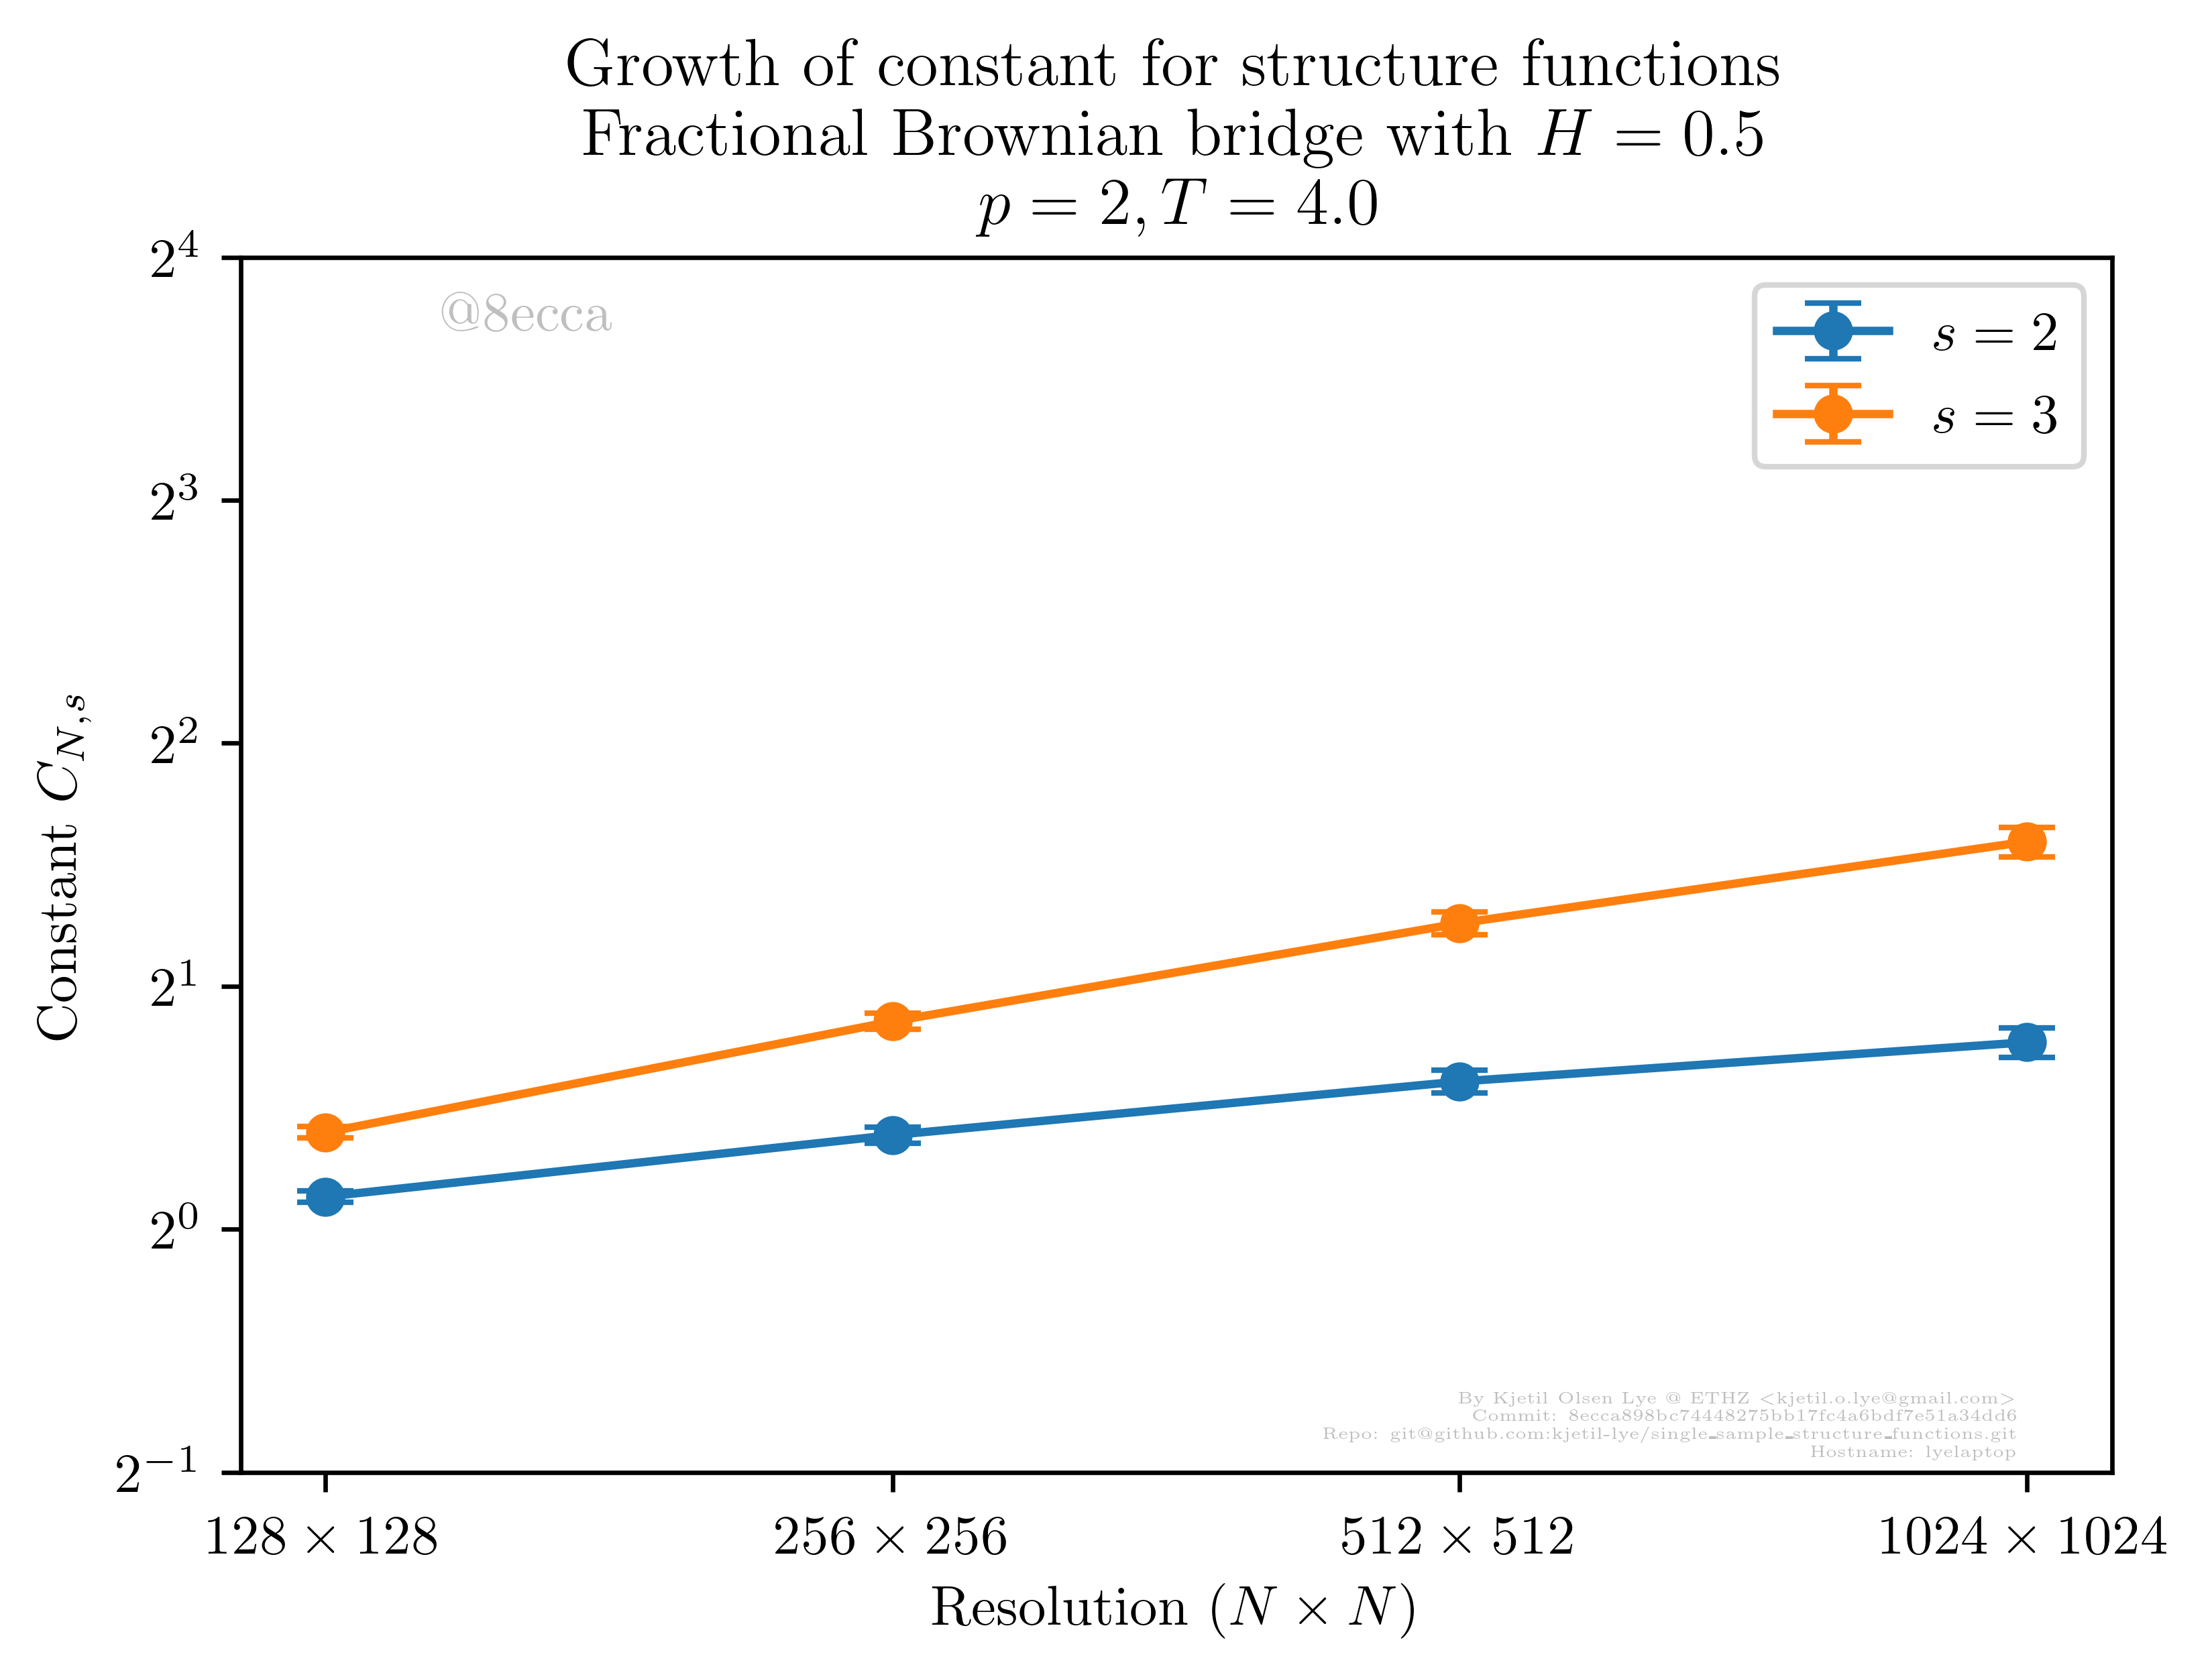 Growth of constant for structure functions
Fractional Brownian bridge with H = 0.5
p = 2, T = 4.0
@8ecca
s = 2
s = 3
2^4
2^3
2^2
2^1
2^0
2^{-1}
Constant C_{N,s}
By Kjetil Olsen Lye @ ETHZ <kjetil.o.lye@gmail.com>
Commit: 8ecca898bc74448275bb17fc4a6bdf7e51a34dd6
Repo: git@github.com:kjetil-lye/single_sample_structure_functions.git
Hostname: lyelaptop
128 × 128
256 × 256
512 × 512
1024 × 1024
Resolution (N × N)